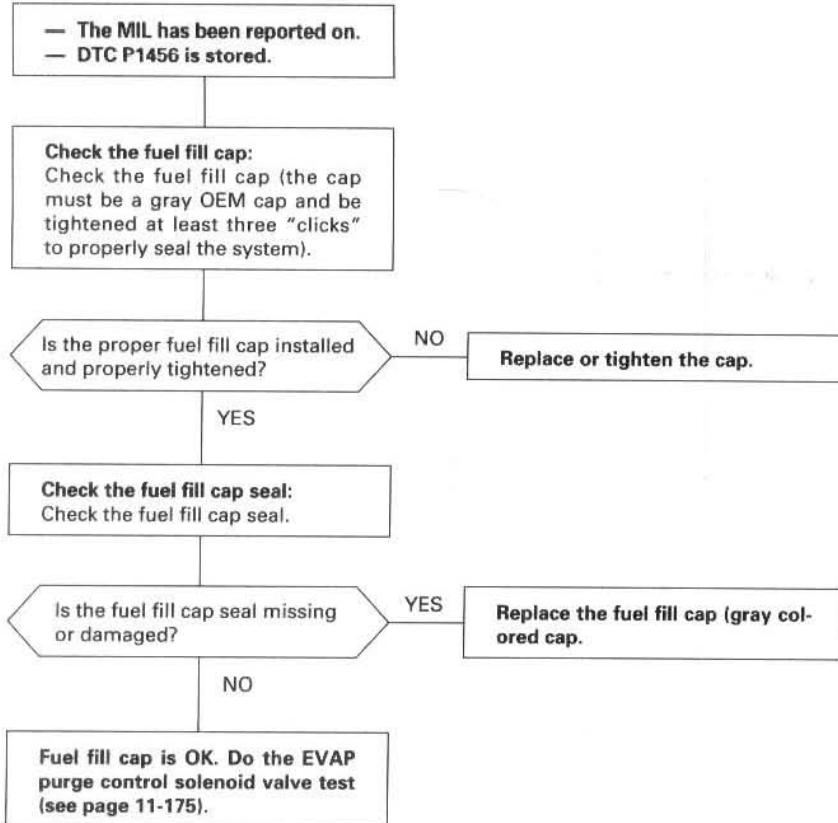 — The MIL has been reported on.
— DTC P1456 is stored.
Check the fuel fill cap:
Check the fuel fill cap (the cap
must be a gray OEM cap and be
tightened at least three “clicks”
to properly seal the system).
Is the proper fuel fill cap installed
and properly tightened?
NO
Replace or tighten the cap.
YES
Check the fuel fill cap seal:
Check the fuel fill cap seal.
Is the fuel fill cap seal missing
or damaged?
YES
Replace the fuel fill cap (gray col-
ored cap.
NO
Fuel fill cap is OK. Do the EVAP
purge control solenoid valve test
(see page 11-175).